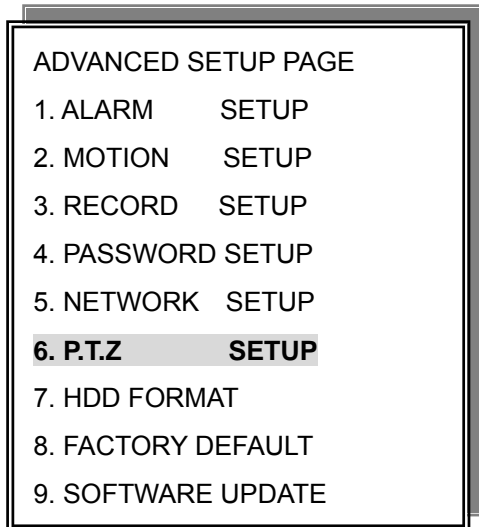 ADVANCED SETUP PAGE
1. ALARM SETUP
2. MOTION SETUP
3. RECORD SETUP
4. PASSWORD SETUP
5. NETWORK SETUP
6. P.T.Z SETUP
7. HDD FORMAT
8. FACTORY DEFAULT
9. SOFTWARE UPDATE